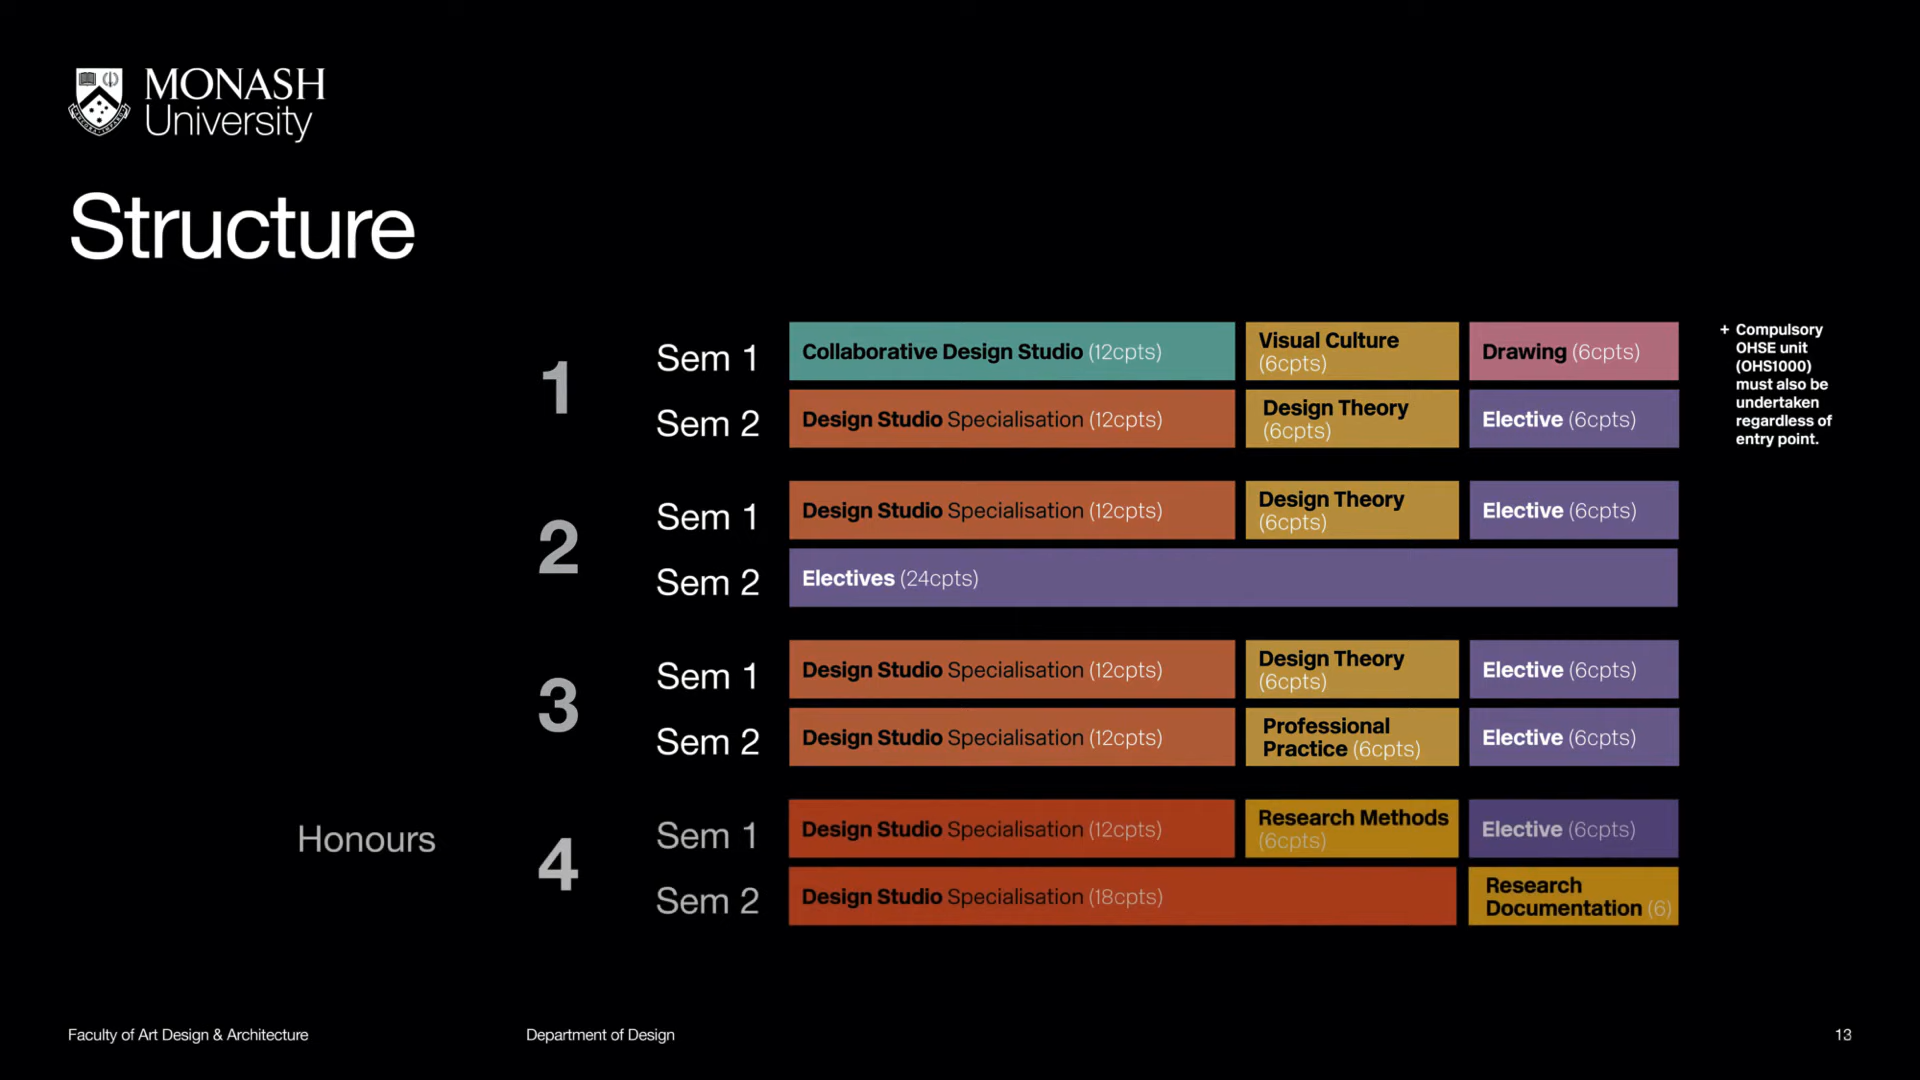 MONASH
University
Structure
1
Sem 1
Collaborative Design Studio (12cpts)
Visual Culture
(6cpts)
Drawing (6cpts)
Sem 2
Design Studio Specialisation (12cpts)
Design Theory
(6cpts)
Elective (6cpts)
+ Compulsory
OHSE unit
(OHS1000)
must also be
undertaken
regardless of
entry point.
2
Sem 1
Design Studio Specialisation (12cpts)
Design Theory
(6cpts)
Elective (6cpts)
Sem 2
Electives (24cpts)
3
Sem 1
Design Studio Specialisation (12cpts)
Design Theory
(6cpts)
Elective (6cpts)
Sem 2
Design Studio Specialisation (12cpts)
Professional
Practice (6cpts)
Elective (6cpts)
Honours
4
Sem 1
Design Studio Specialisation (12cpts)
Research Methods
(6cpts)
Elective (6cpts)
Sem 2
Design Studio Specialisation (18cpts)
Research
Documentation (6)
Faculty of Art Design & Architecture
Department of Design
13